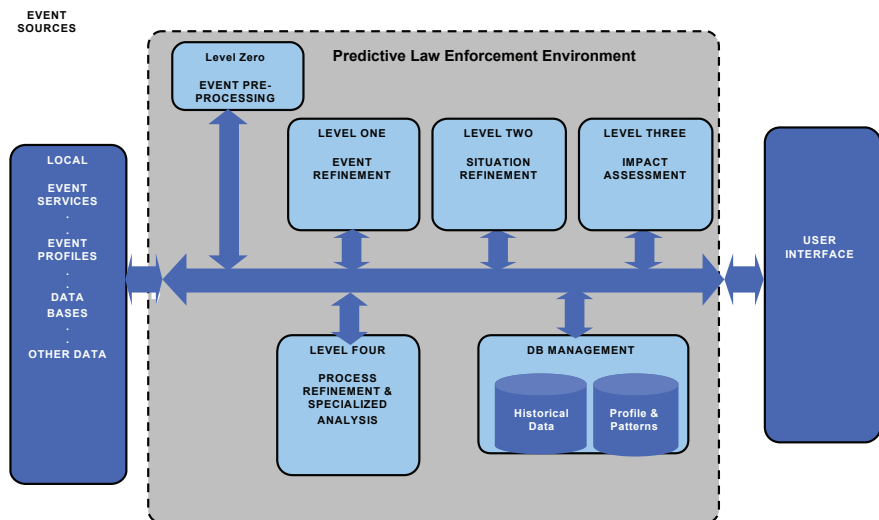 EVENT
SOURCES
Predictive Law Enforcement Environment
Level Zero
EVENT PRE-
PROCESSING
LEVEL ONE
EVENT
REFINEMENT
LEVEL TWO
SITUATION
REFINEMENT
LEVEL THREE
IMPACT
ASSESSMENT
LOCAL
EVENT
SERVICES
.
.
EVENT
PROFILES
.
.
DATA
BASES
.
.
OTHER DATA
USER
INTERFACE
LEVEL FOUR
PROCESS
REFINEMENT &
SPECIALIZED
ANALYSIS
DB MANAGEMENT
Historical
Data
Profile &
Patterns